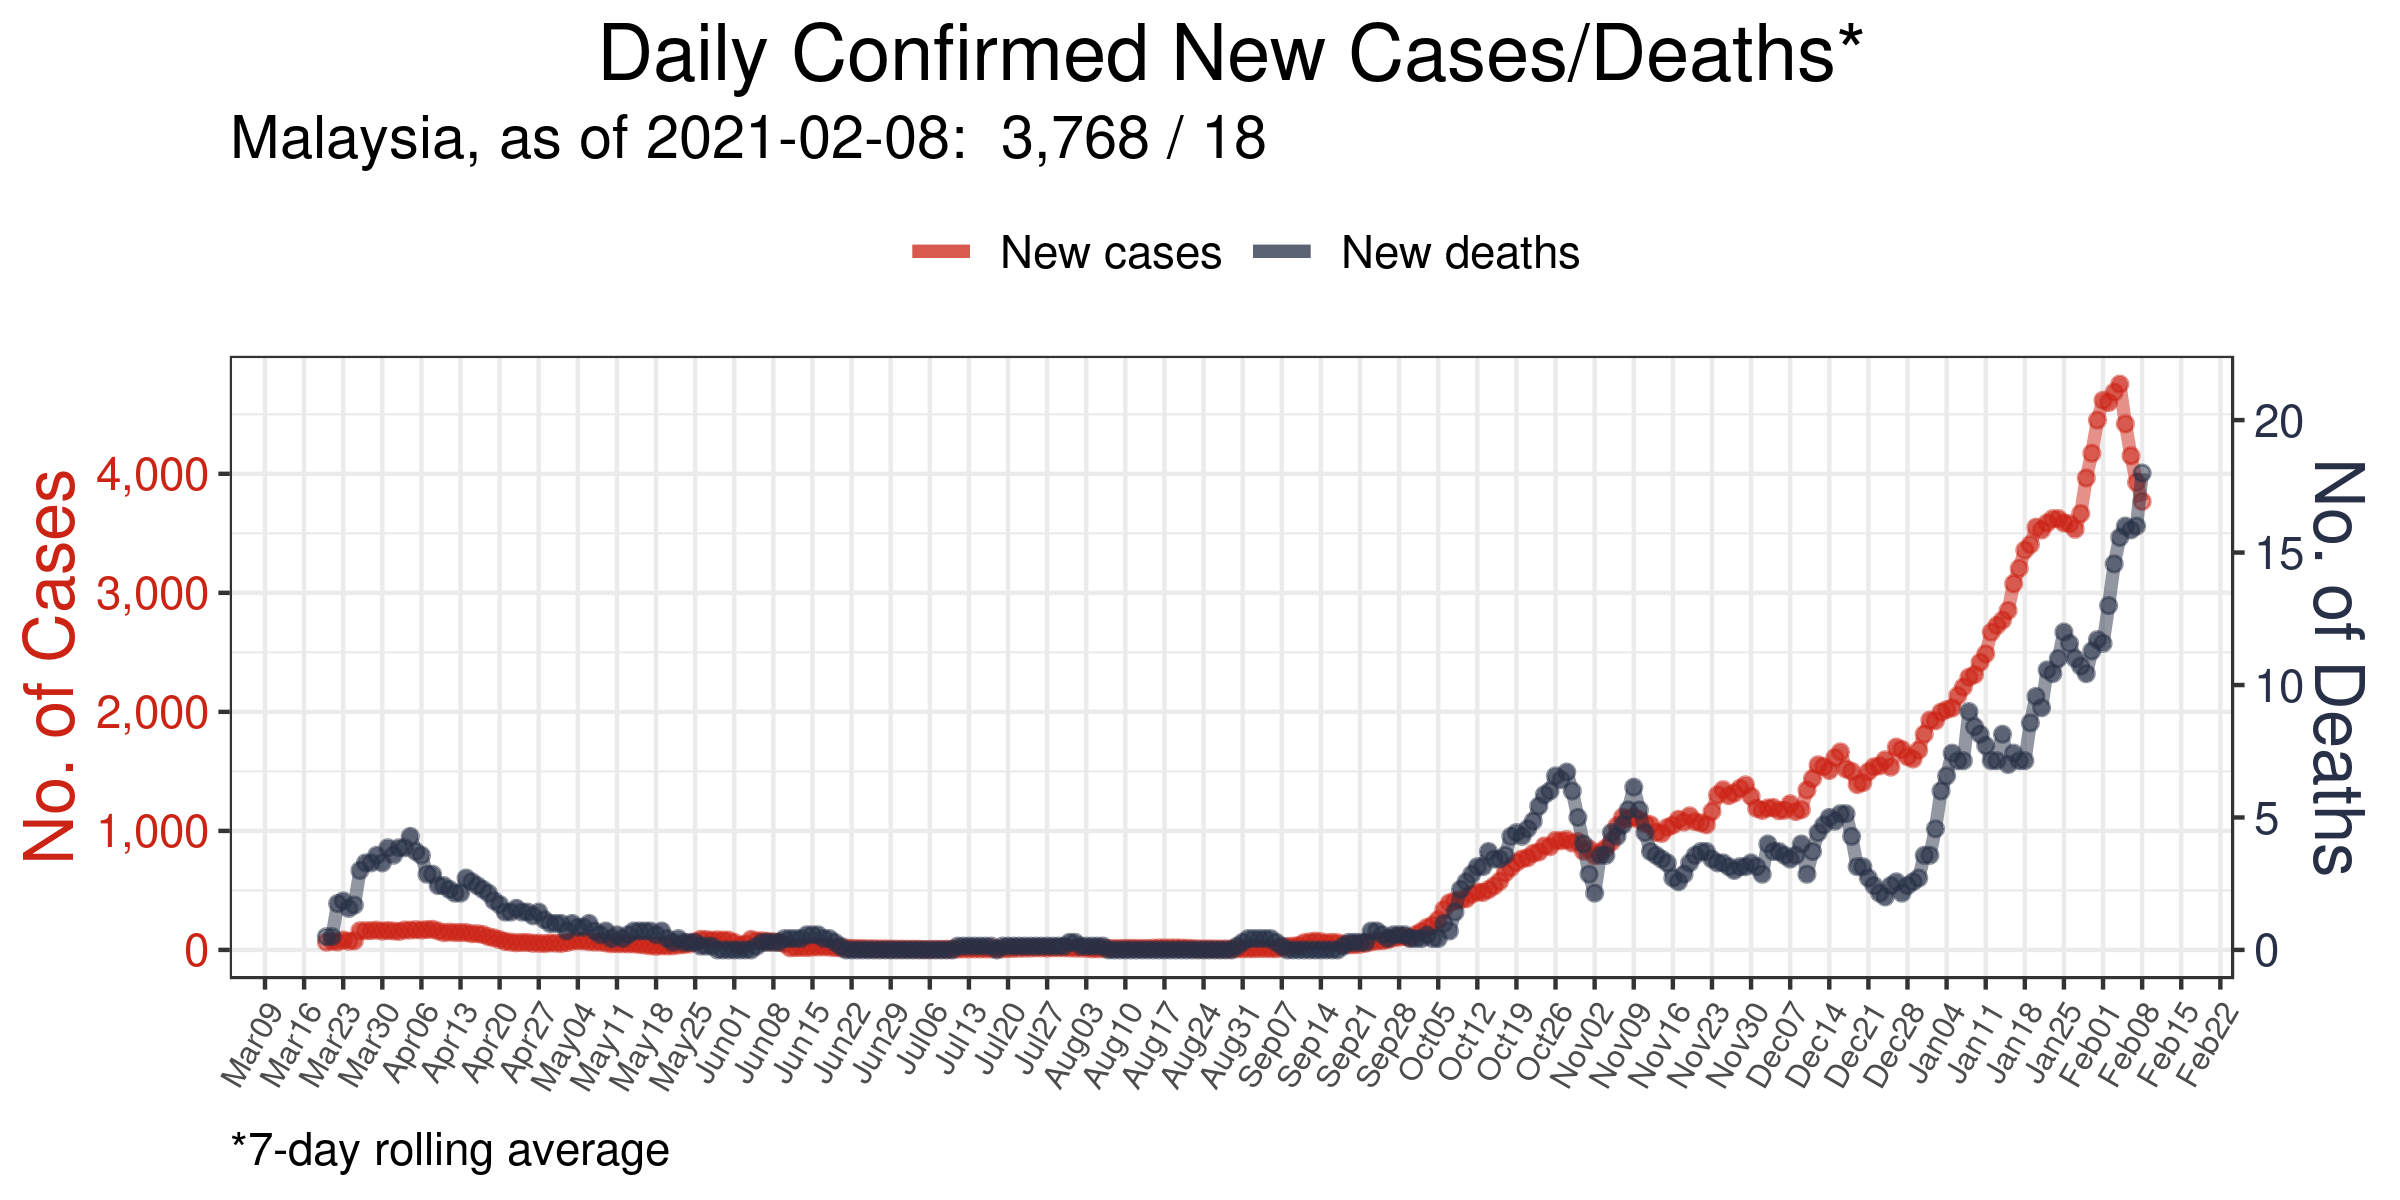 Daily Confirmed New Cases/Deaths*
Malaysia, as of 2021-02-08:  3,768 / 18
New cases
New deaths
No. of Cases
4,000
3,000
2,000
1,000
0
20
15
10
5
0
No. of Deaths
Mar09
Mar16
Mar23
Mar30
Apr06
Apr13
Apr20
Apr27
May04
May11
May18
May25
Jun01
Jun08
Jun15
Jun22
Jun29
Jul06
Jul13
Jul20
Jul27
Aug03
Aug10
Aug17
Aug24
Aug31
Sep07
Sep14
Sep21
Sep28
Oct05
Oct12
Oct19
Oct26
Nov02
Nov09
Nov16
Nov23
Nov30
Dec07
Dec14
Dec21
Dec28
Jan04
Jan11
Jan18
Jan25
Feb01
Feb08
Feb15
Feb22
*7-day rolling average